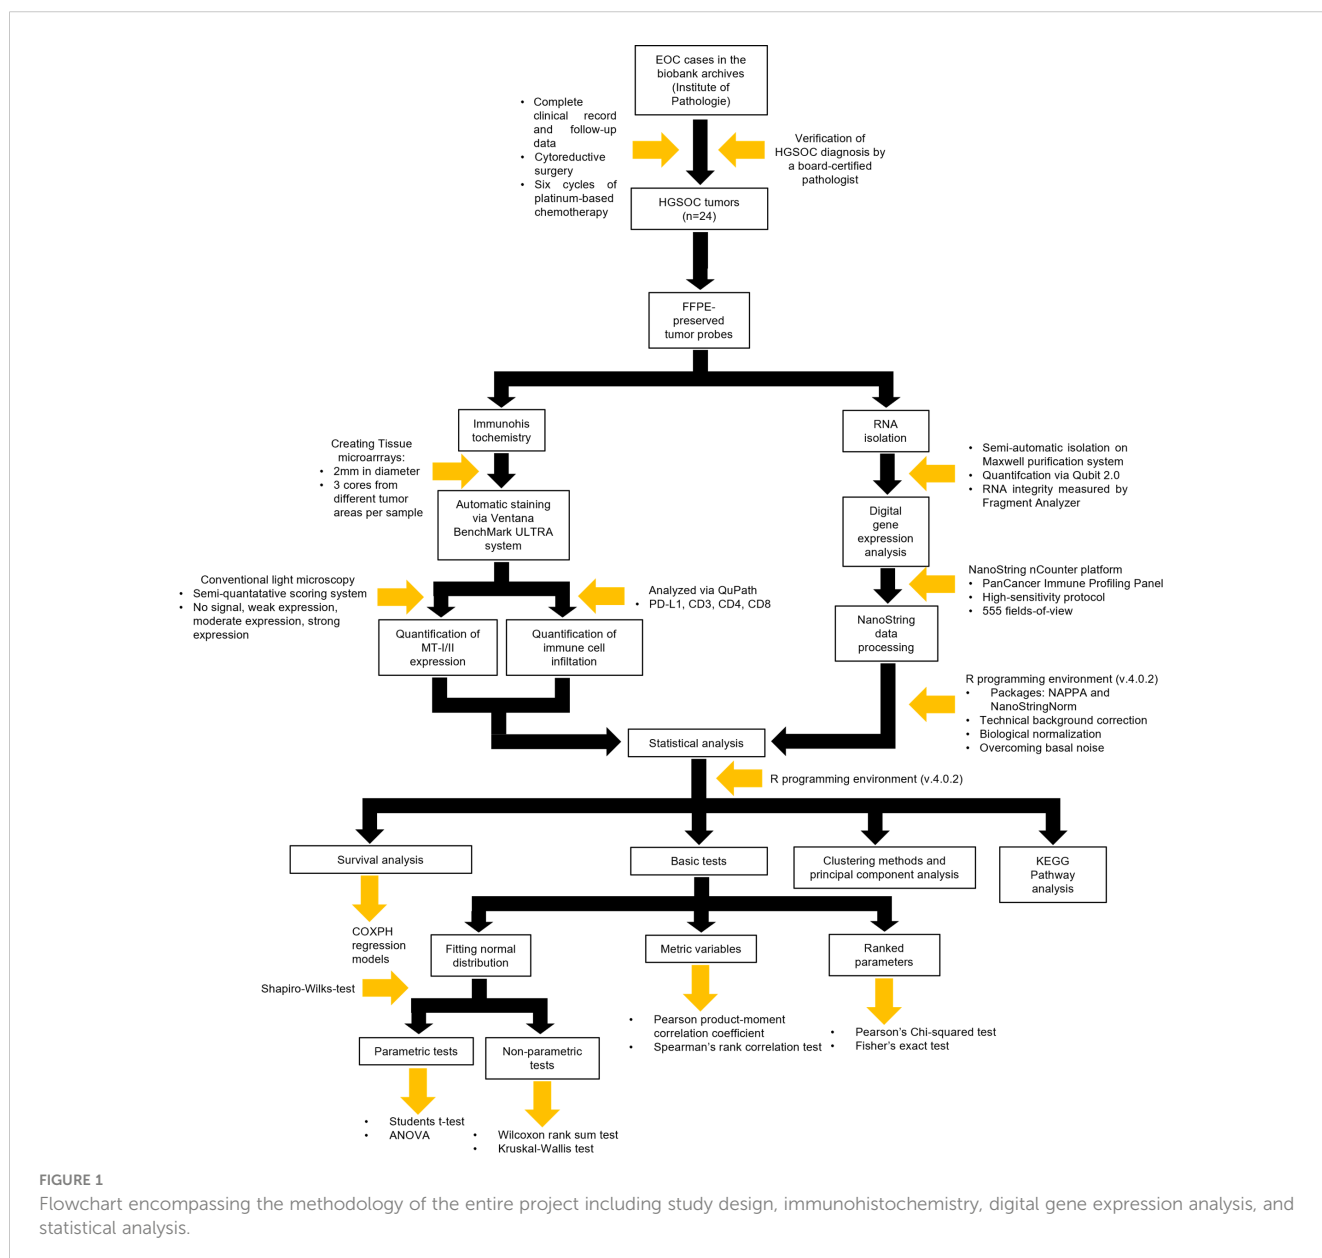 EOC cases in the
biobank archives
(Institute of
Pathologie)
• Complete
clinical record
and follow-up
data
• Cytoreductive
surgery
• Six cycles of
platinum-based
chemotherapy
Verification of
HGSOC diagnosis by
a board-certified
pathologist
HGSOC tumors
(n=24)
FFPE-
preserved
tumor probes
Immunohis
tochemistry
RNA
isolation
Creating Tissue
microarrrays:
• 2mm in diameter
• 3 cores from
different tumor
areas per sample
• Semi-automatic isolation on
Maxwell purification system
• Quantifcation via Qubit 2.0
• RNA integrity measured by
Fragment Analyzer
Automatic staining
via Ventana
BenchMark ULTRA
system
Digital
gene
expression
analysis
Conventional light microscopy
• Semi-quantatative scoring system
• No signal, weak expression,
moderate expression, strong
expression
Analyzed via QuPath
• PD-L1, CD3, CD4, CD8
NanoString nCounter platform
• PanCancer Immune Profiling Panel
• High-sensitivity protocol
• 555 fields-of-view
Quantification of
MT-I/II
expression
Quantification of
immune cell
infiltation
NanoString
data
processing
R programming environment (v.4.0.2)
• Packages: NAPPA and
NanoStringNorm
• Technical background correction
• Biological normalization
• Overcoming basal noise
Statistical analysis
R programming environment (v.4.0.2)
Survival analysis
Basic tests
Clustering methods and
principal component analysis
KEGG
Pathway
analysis
COXPH
regression
models
Fitting normal
distribution
Metric variables
Ranked
parameters
Shapiro-Wilks-test
• Pearson product-moment
correlation coefficient
• Spearman's rank correlation test
• Pearson's Chi-squared test
• Fisher's exact test
Parametric tests
Non-parametric
tests
• Students t-test
• ANOVA
• Wilcoxon rank sum test
• Kruskal-Wallis test
FIGURE 1
Flowchart encompassing the methodology of the entire project including study design, immunohistochemistry, digital gene expression analysis, and
statistical analysis.